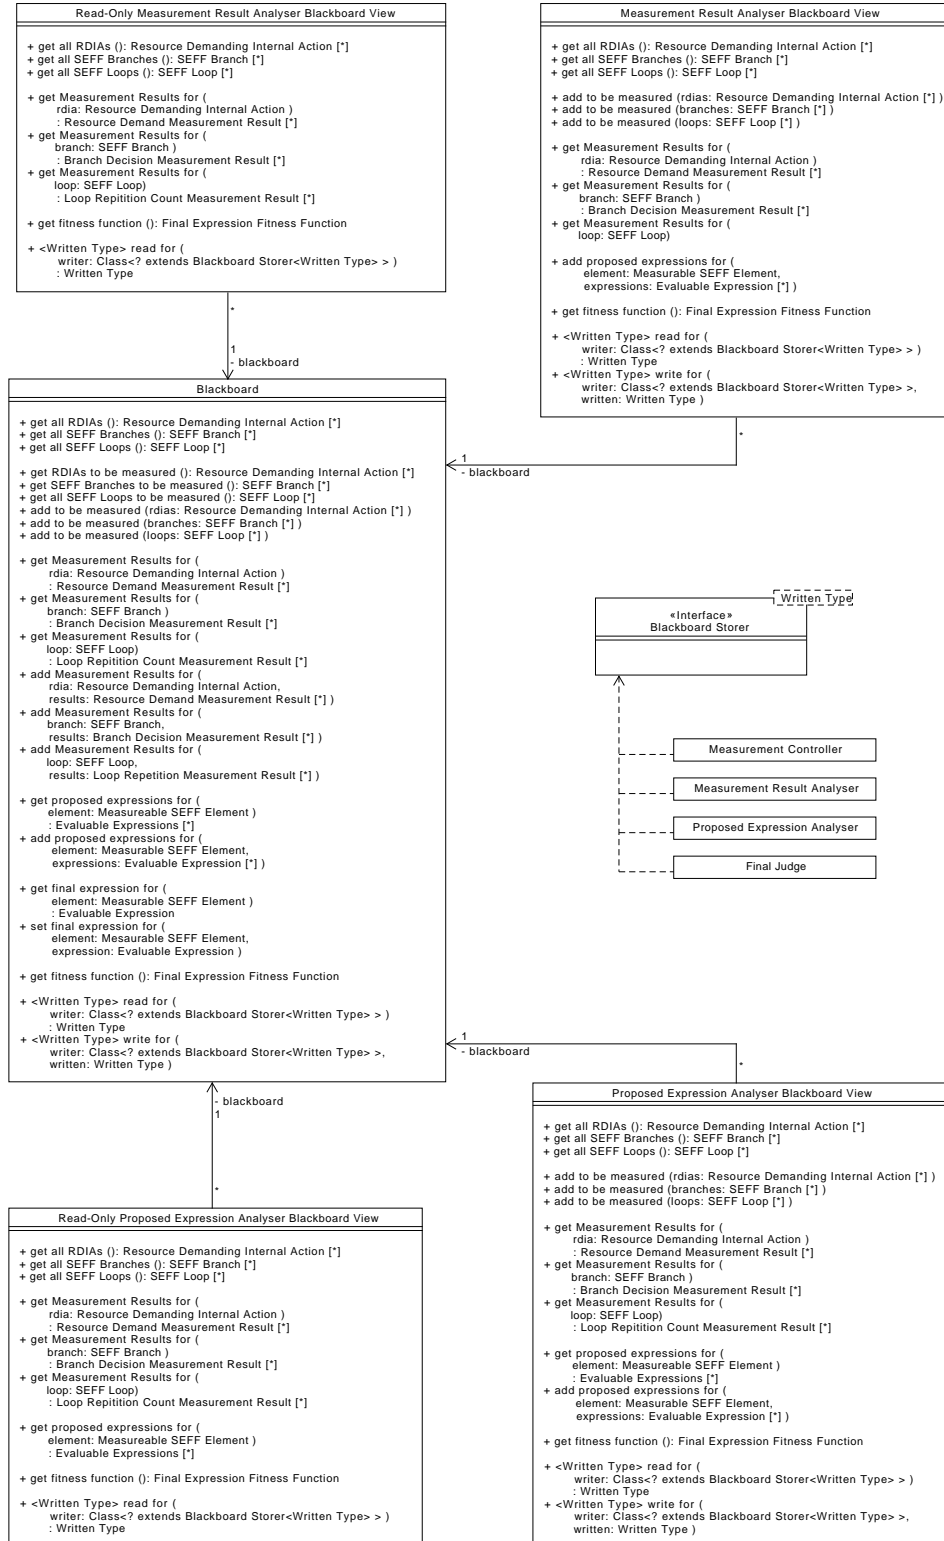 Read-Only Measurement Result Analyser Blackboard View
+ get all RDIAs (): Resource Demanding Internal Action [*]
+ get all SEFF Branches (): SEFF Branch [*]
+ get all SEFF Loops (): SEFF Loop [*]
+ get Measurement Results for (
rdia: Resource Demanding Internal Action )
: Resource Demand Measurement Result [*]
+ get Measurement Results for (
branch: SEFF Branch )
: Branch Decision Measurement Result [*]
+ get Measurement Results for (
loop: SEFF Loop)
: Loop Repitition Count Measurement Result [*]
+ get fitness function (): Final Expression Fitness Function
+ <Written Type> read for (
writer: Class<? extends Blackboard Storer<Written Type> > )
: Written Type
*
1
- blackboard
Measurement Result Analyser Blackboard View
+ get all RDIAs (): Resource Demanding Internal Action [*]
+ get all SEFF Branches (): SEFF Branch [*]
+ get all SEFF Loops (): SEFF Loop [*]
+ add to be measured (rdias: Resource Demanding Internal Action [*] )
+ add to be measured (branches: SEFF Branch [*] )
+ add to be measured (loops: SEFF Loop [*] )
+ get Measurement Results for (
rdia: Resource Demanding Internal Action )
: Resource Demand Measurement Result [*]
+ get Measurement Results for (
branch: SEFF Branch )
: Branch Decision Measurement Result [*]
+ get Measurement Results for (
loop: SEFF Loop)
+ add proposed expressions for (
element: Measurable SEFF Element,
expressions: Evaluable Expression [*] )
+ get fitness function (): Final Expression Fitness Function
+ <Written Type> read for (
writer: Class<? extends Blackboard Storer<Written Type> > )
: Written Type
+ <Written Type> write for (
writer: Class<? extends Blackboard Storer<Written Type> >,
written: Written Type )
*
1
- blackboard
Blackboard
+ get all RDIAs (): Resource Demanding Internal Action [*]
+ get all SEFF Branches (): SEFF Branch [*]
+ get all SEFF Loops (): SEFF Loop [*]
+ get RDIAs to be measured (): Resource Demanding Internal Action [*]
+ get SEFF Branches to be measured (): SEFF Branch [*]
+ get all SEFF Loops to be measured (): SEFF Loop [*]
+ add to be measured (rdias: Resource Demanding Internal Action [*] )
+ add to be measured (branches: SEFF Branch [*] )
+ add to be measured (loops: SEFF Loop [*] )
+ get Measurement Results for (
rdia: Resource Demanding Internal Action )
: Resource Demand Measurement Result [*]
+ get Measurement Results for (
branch: SEFF Branch )
: Branch Decision Measurement Result [*]
+ get Measurement Results for (
loop: SEFF Loop)
: Loop Repitition Count Measurement Result [*]
+ add Measurement Results for (
rdia: Resource Demanding Internal Action,
results: Resource Demand Measurement Result [*] )
+ add Measurement Results for (
branch: SEFF Branch,
results: Branch Decision Measurement Result [*] )
+ add Measurement Results for (
loop: SEFF Loop,
results: Loop Repetition Measurement Result [*] )
+ get proposed expressions for (
element: Measureable SEFF Element )
: Evaluable Expressions [*]
+ add proposed expressions for (
element: Measurable SEFF Element,
expressions: Evaluable Expression [*] )
+ get final expression for (
element: Measurable SEFF Element )
: Evaluable Expression
+ set final expression for (
element: Mesaurable SEFF Element,
expression: Evaluable Expression )
+ get fitness function (): Final Expression Fitness Function
+ <Written Type> read for (
writer: Class<? extends Blackboard Storer<Written Type> > )
: Written Type
+ <Written Type> write for (
writer: Class<? extends Blackboard Storer<Written Type> >,
written: Written Type )
Written Type
«Interface»
Blackboard Storer
Measurement Controller
Measurement Result Analyser
Proposed Expression Analyser
Final Judge
1
- blackboard
*
- blackboard
1
*
Read-Only Proposed Expression Analyser Blackboard View
+ get all RDIAs (): Resource Demanding Internal Action [*]
+ get all SEFF Branches (): SEFF Branch [*]
+ get all SEFF Loops (): SEFF Loop [*]
+ get Measurement Results for (
rdia: Resource Demanding Internal Action )
: Resource Demand Measurement Result [*]
+ get Measurement Results for (
branch: SEFF Branch )
: Branch Decision Measurement Result [*]
+ get Measurement Results for (
loop: SEFF Loop)
: Loop Repitition Count Measurement Result [*]
+ get proposed expressions for (
element: Measureable SEFF Element )
: Evaluable Expressions [*]
+ get fitness function (): Final Expression Fitness Function
+ <Written Type> read for (
writer: Class<? extends Blackboard Storer<Written Type> > )
: Written Type
Proposed Expression Analyser Blackboard View
+ get all RDIAs (): Resource Demanding Internal Action [*]
+ get all SEFF Branches (): SEFF Branch [*]
+ get all SEFF Loops (): SEFF Loop [*]
+ add to be measured (rdias: Resource Demanding Internal Action [*] )
+ add to be measured (branches: SEFF Branch [*] )
+ add to be measured (loops: SEFF Loop [*] )
+ get Measurement Results for (
rdia: Resource Demanding Internal Action )
: Resource Demand Measurement Result [*]
+ get Measurement Results for (
branch: SEFF Branch )
: Branch Decision Measurement Result [*]
+ get Measurement Results for (
loop: SEFF Loop)
: Loop Repitition Count Measurement Result [*]
+ get proposed expressions for (
element: Measureable SEFF Element )
: Evaluable Expressions [*]
+ add proposed expressions for (
element: Measurable SEFF Element,
expressions: Evaluable Expression [*] )
+ get fitness function (): Final Expression Fitness Function
+ <Written Type> read for (
writer: Class<? extends Blackboard Storer<Written Type> > )
: Written Type
+ <Written Type> write for (
writer: Class<? extends Blackboard Storer<Written Type> >,
written: Written Type )